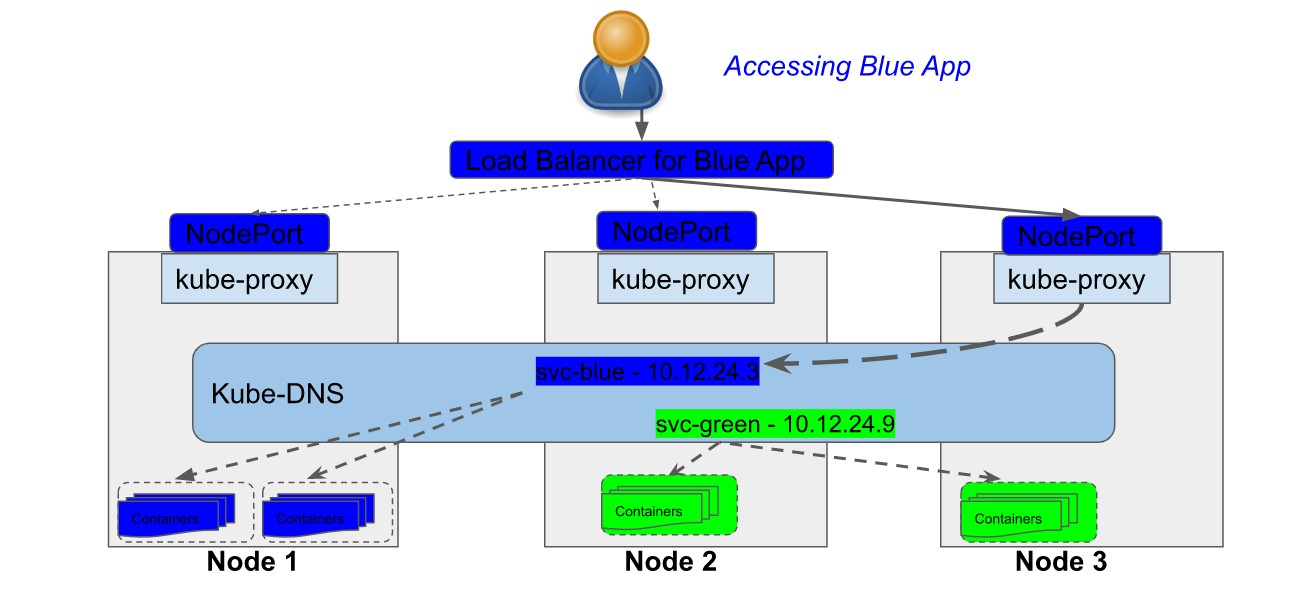 Accessing Blue App
Load Balancer for Blue App
NodePort
NodePort
NodePort
kube-proxy
kube-proxy
kube-proxy
svc-blue - 10.12.24.3
Kube-DNS
svc-green - 10.12.24.9
Containers
Containers
Containers
Containers
Node 1
Node 2
Node 3